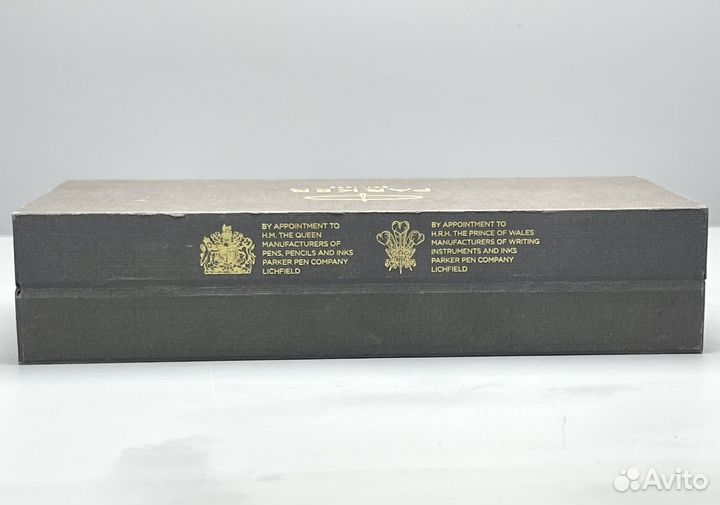 PARKER
BY APPOINTMENT TO
H.M. THE QUEEN
MANUFACTURERS OF
PENS, PENCILS AND INKS
PARKER PEN COMPANY
LICHFIELD
BY APPOINTMENT TO
H.R.H. THE PRINCE OF WALES
MANUFACTURERS OF WRITING
INSTRUMENTS AND INKS
PARKER PEN COMPANY
LICHFIELD
Avito